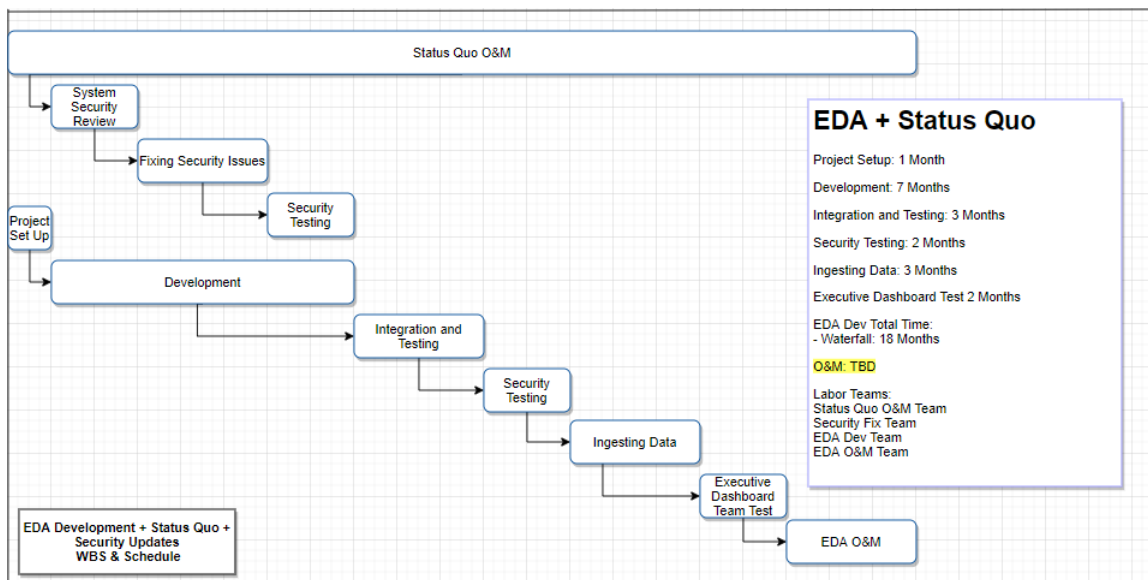 Status Quo O&M
System
Security
Review
Fixing Security Issues
Security
Testing
Project
Set Up
Development
Integration and
Testing
Security
Testing
Ingesting Data
Executive
Dashboard
Team Test
EDA O&M
EDA + Status Quo
Project Setup: 1 Month
Development: 7 Months
Integration and Testing: 3 Months
Security Testing: 2 Months
Ingesting Data: 3 Months
Executive Dashboard Test 2 Months
EDA Dev Total Time:
- Waterfall: 18 Months
O&M: TBD
Labor Teams:
Status Quo O&M Team
Security Fix Team
EDA Dev Team
EDA O&M Team
EDA Development + Status Quo +
Security Updates
WBS & Schedule